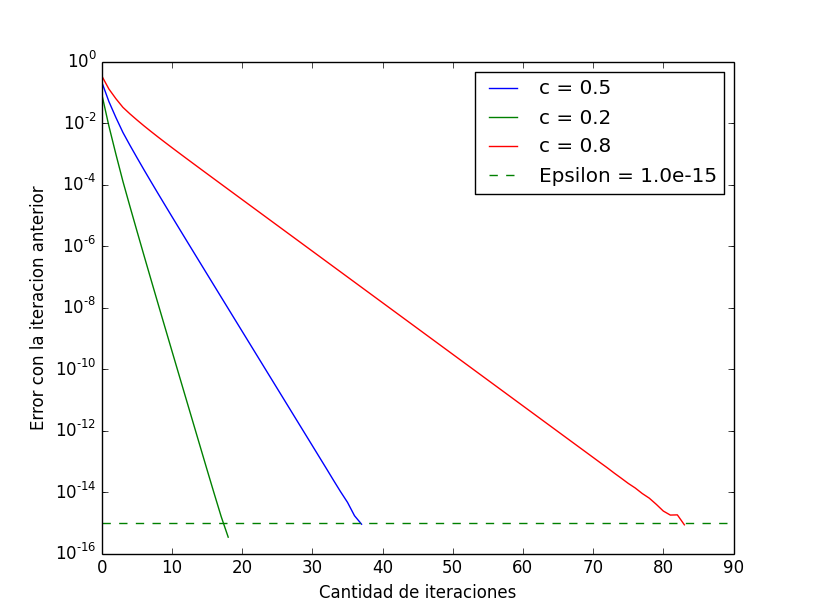 10^0
10^-2
10^-4
10^-6
10^-8
10^-10
10^-12
10^-14
10^-16
Error con la iteracion anterior
c = 0.5
c = 0.2
c = 0.8
Epsilon = 1.0e-15
0 10 20 30 40 50 60 70 80 90
Cantidad de iteraciones